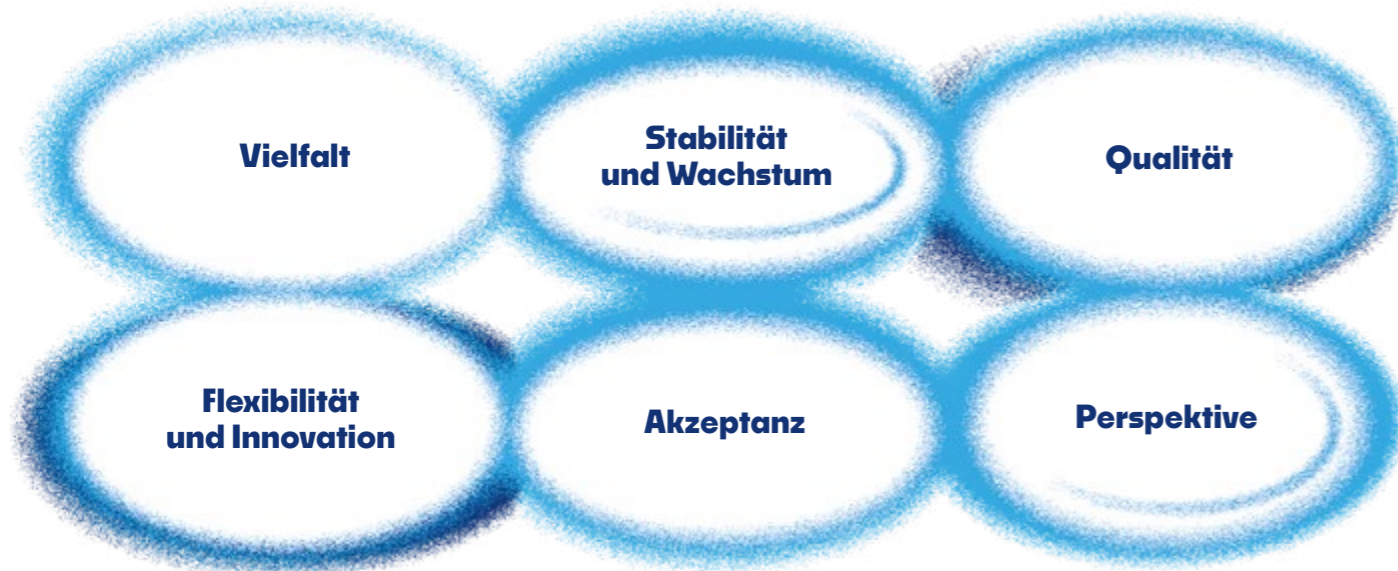 Vielfalt
Stabilität
und Wachstum
Qualität
Flexibilität
und Innovation
Akzeptanz
Perspektive